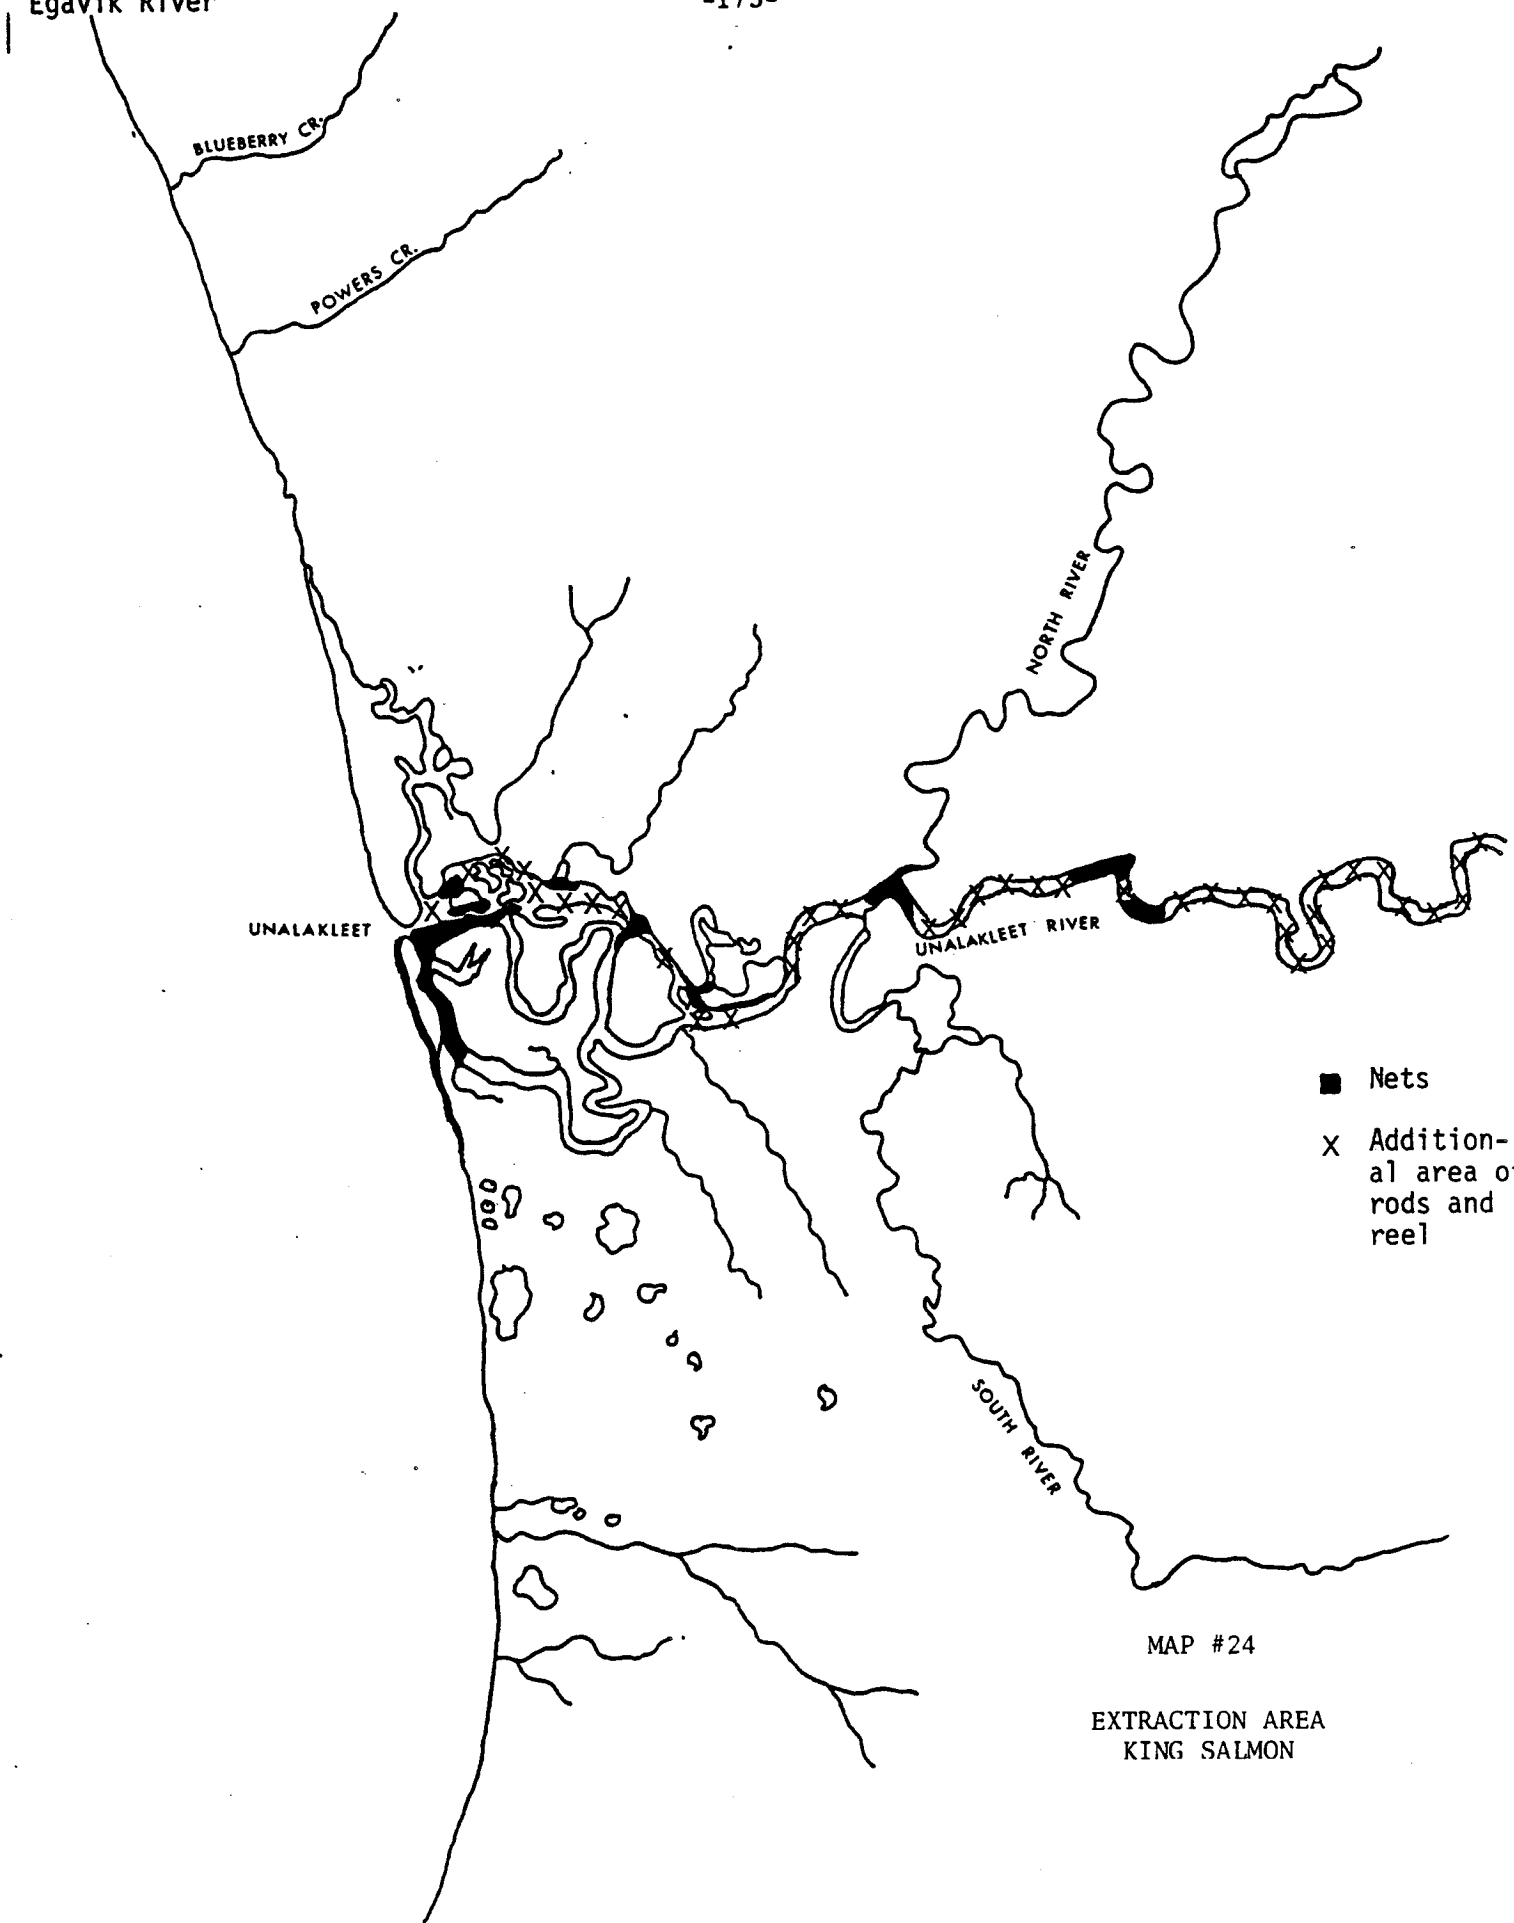 Egavik River
BLUEBERRY CR.
POWERS CR.
NORTH RIVER
UNALAKLEET
UNALAKLEET RIVER
■ Nets
X Addition-
al area of
rods and
reel
SOUTH RIVER
MAP #24
EXTRACTION AREA
KING SALMON